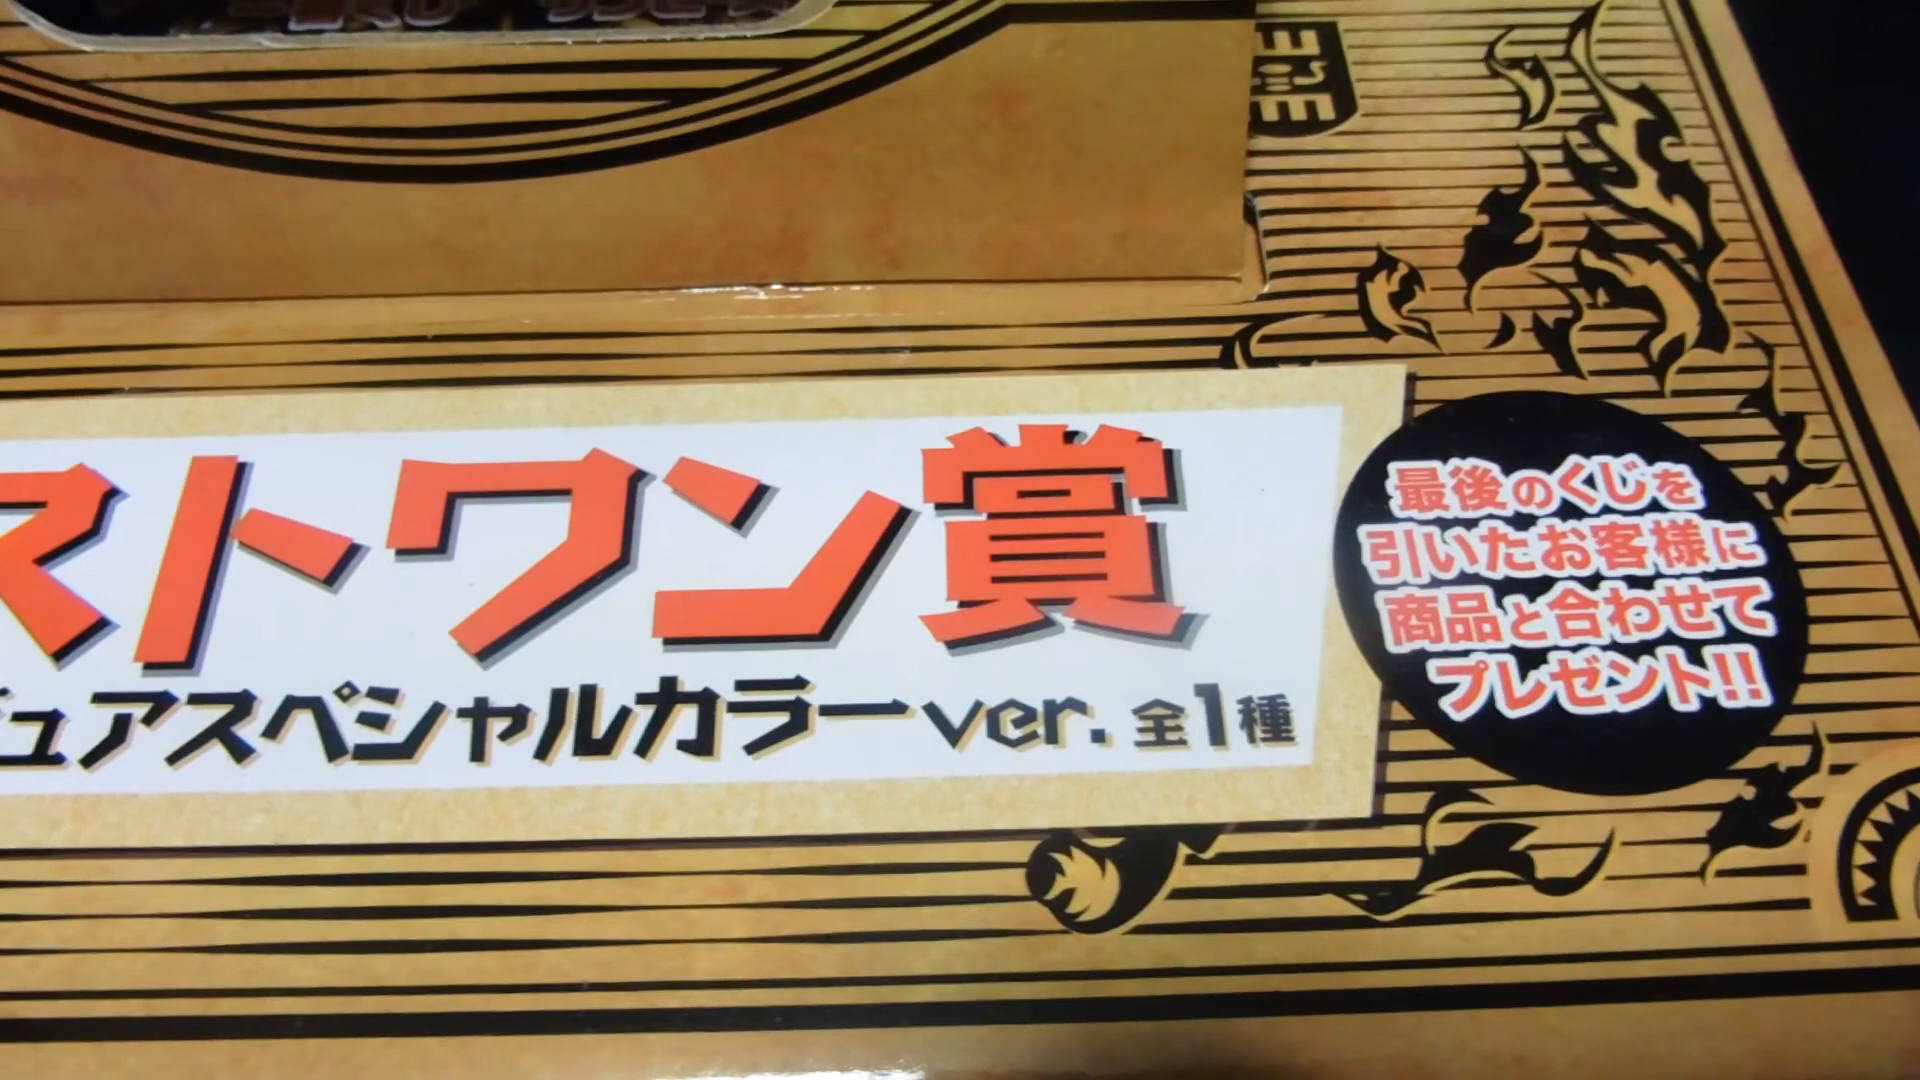 ストワン賞
ュアスペシャルカラーver. 全1種
最後のくじを
引いたお客様に
商品と合わせて
プレゼント!!